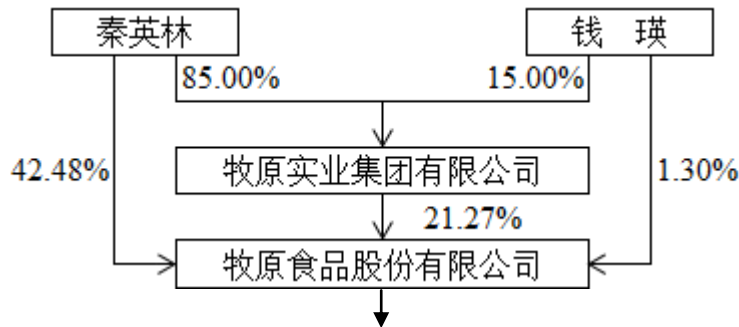 秦英林
钱 瑛
85.00%
15.00%
42.48%
牧原实业集团有限公司
1.30%
21.27%
牧原食品股份有限公司